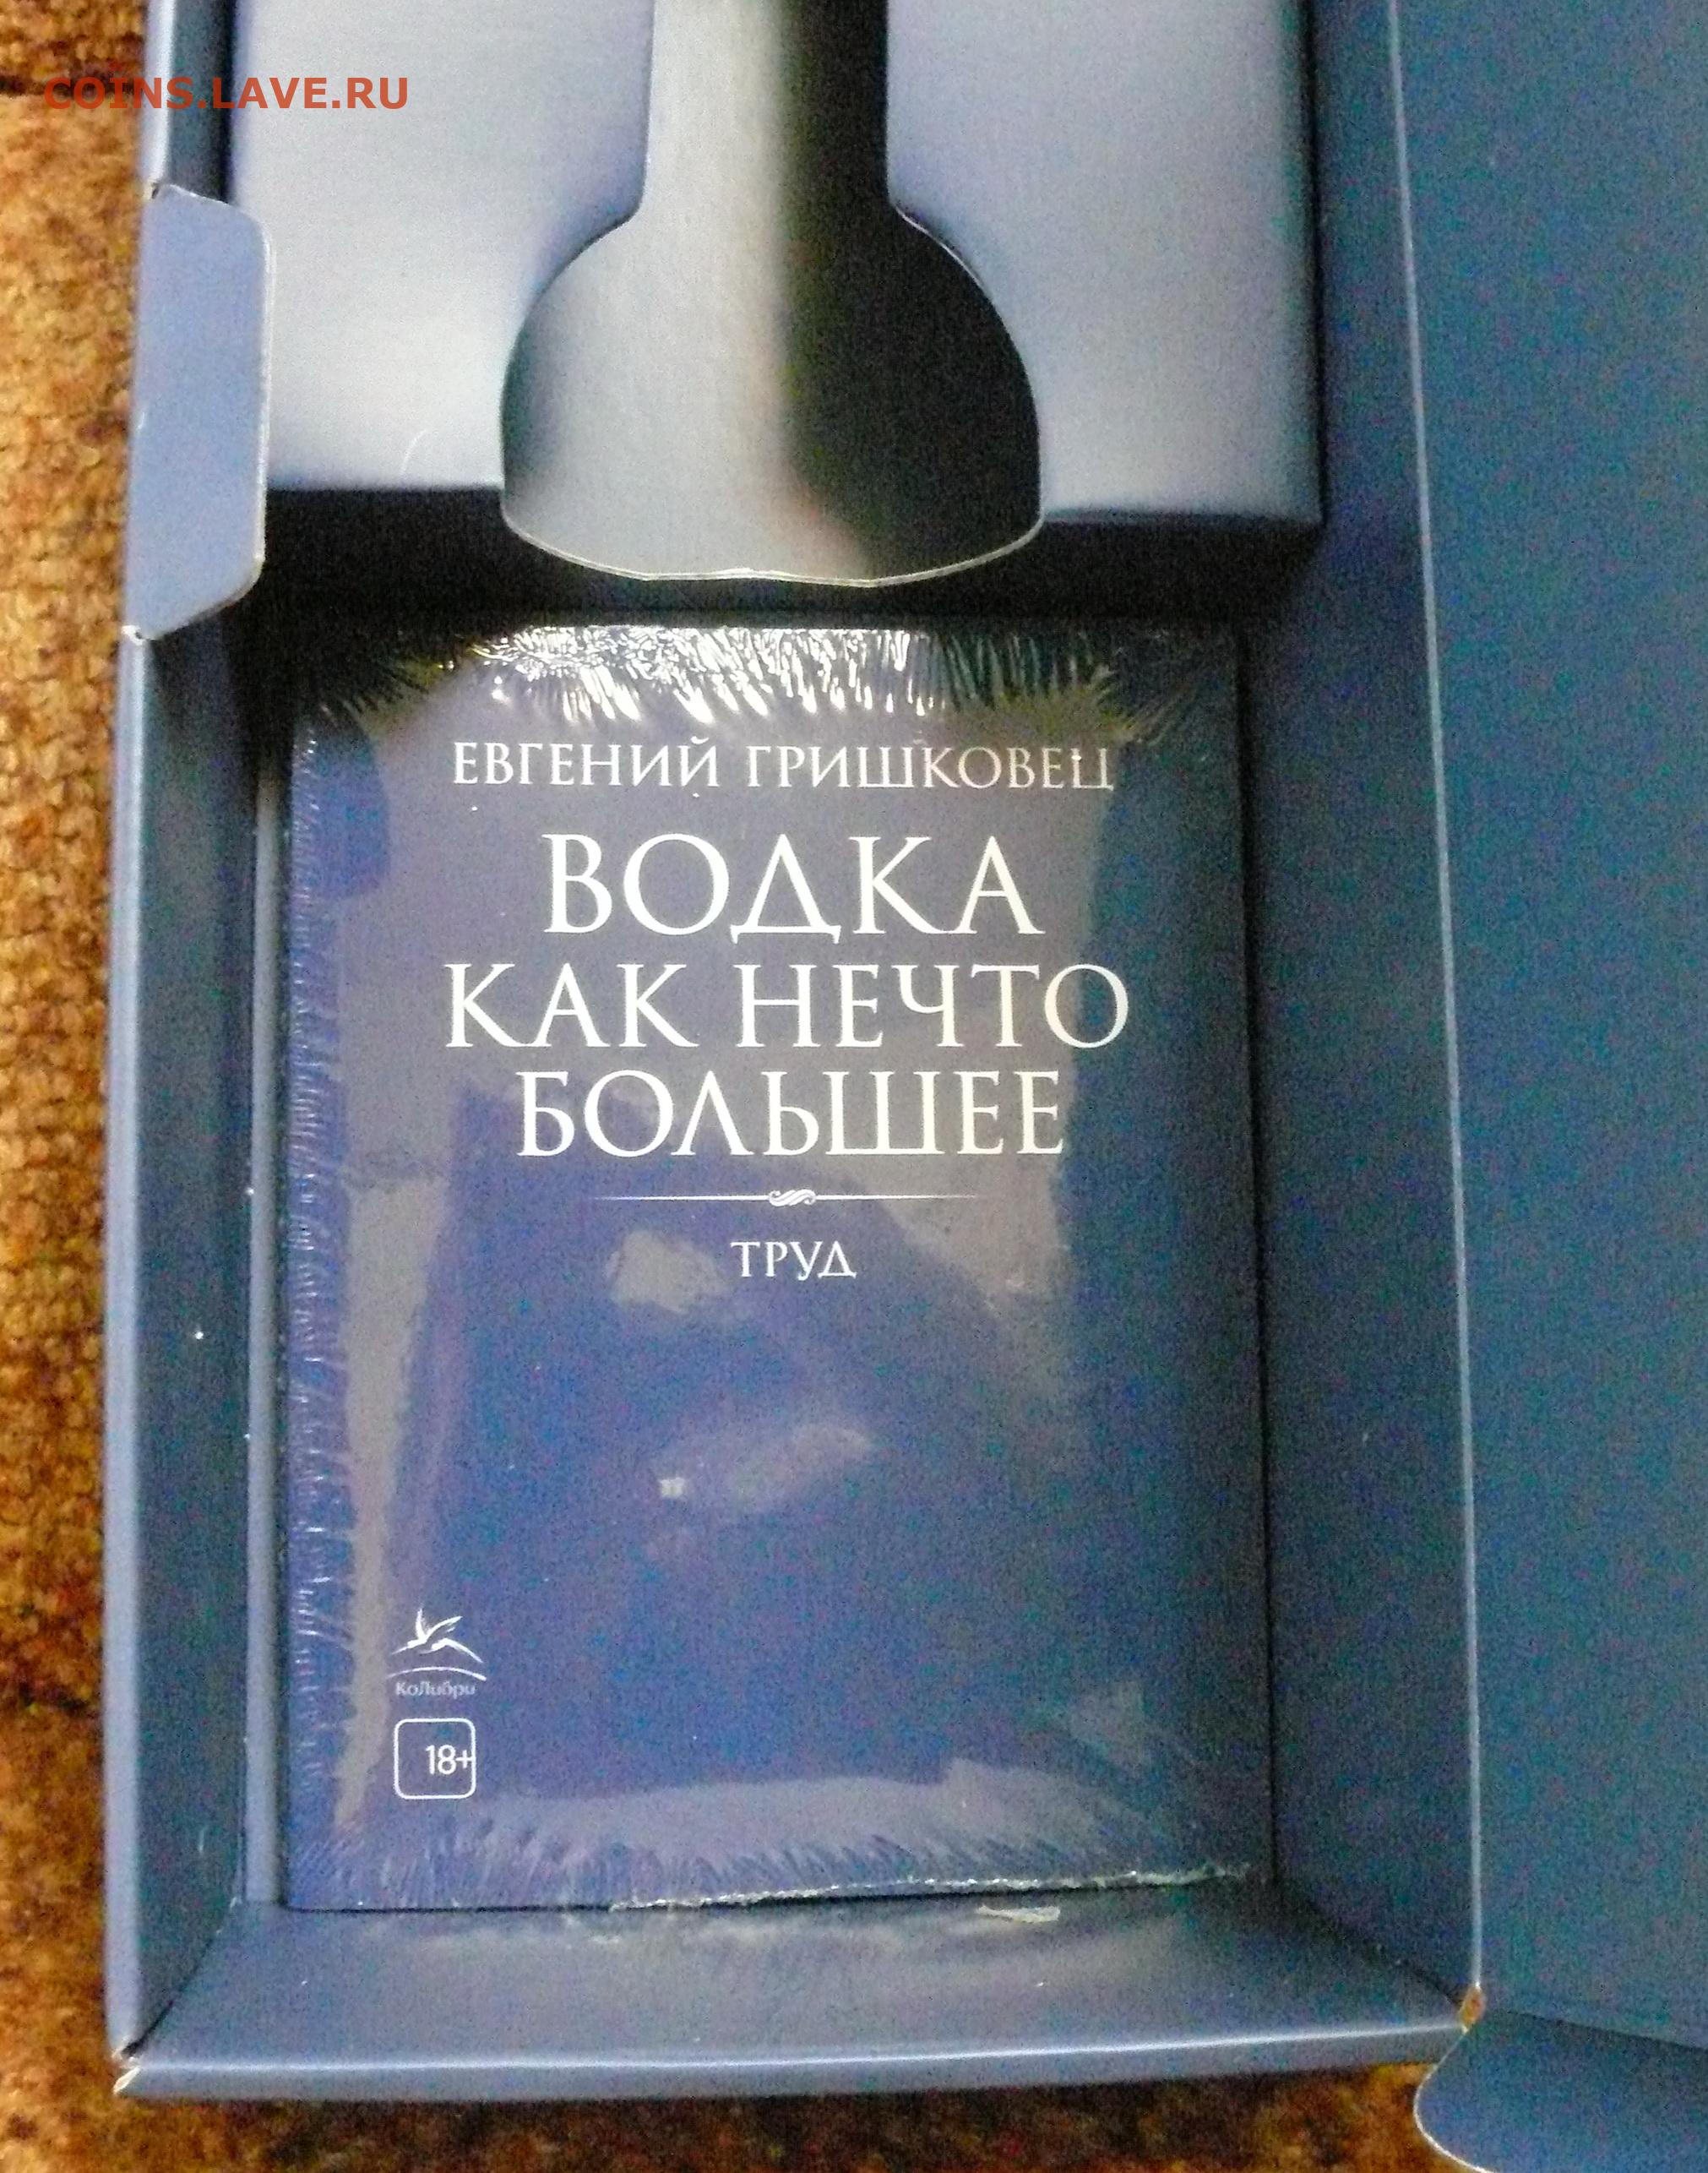 COINS.LAVE.RU
ЕВГЕНИЙ ГРИШКОВЕЦ
ВОДКА
КАК НЕЧТО
БОЛЬШЕЕ
ТРУД
КоЛибри
18+